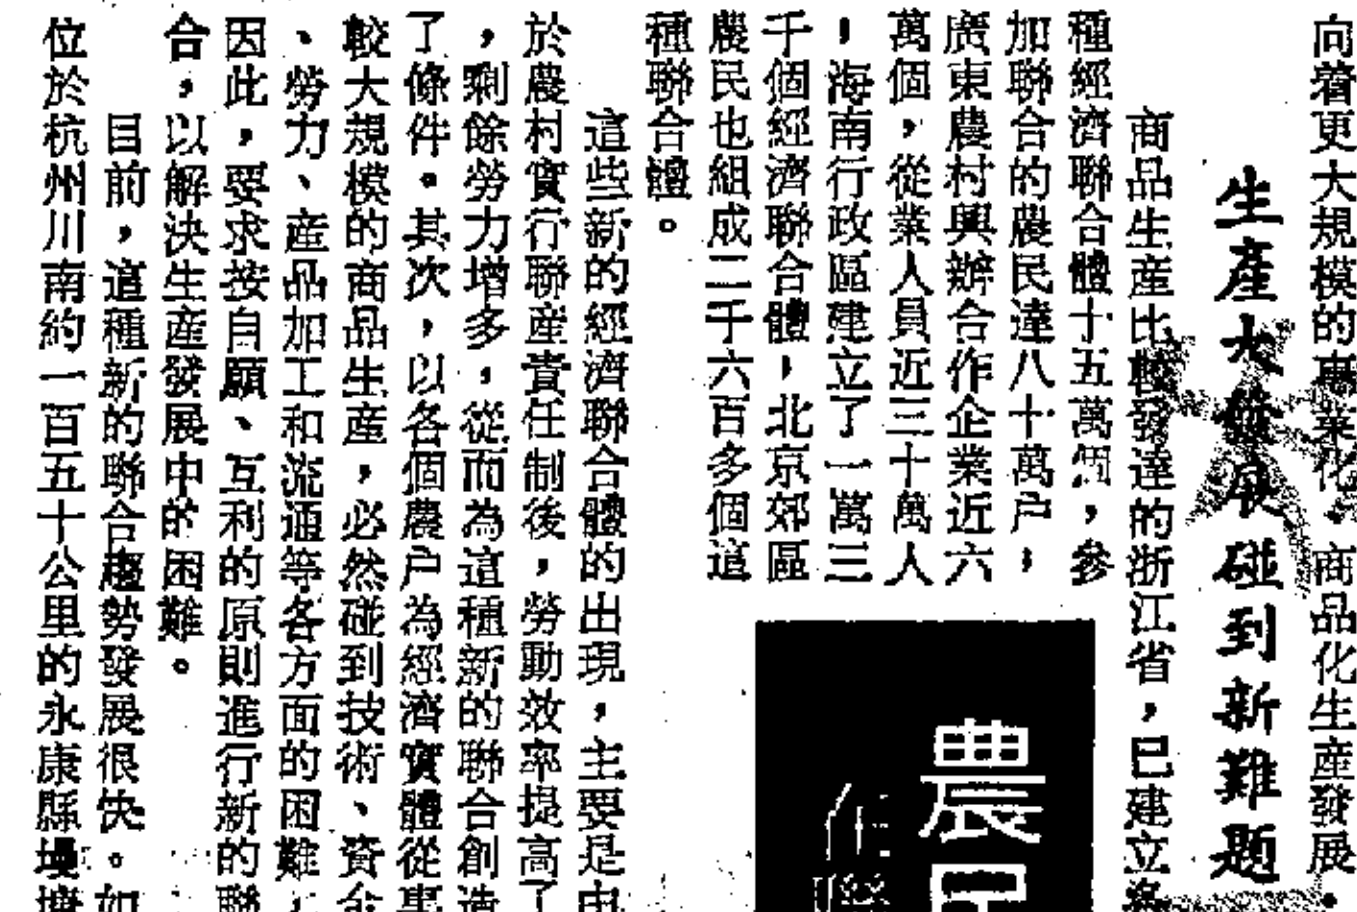 向着更大規模的專業化、商品化生產發展。
生產大發展碰到新難題
商品生產比較發達的浙江省，已建立各
種經濟聯合體十五萬個，參
加聯合的農民達八十萬户，
廣東農村興辦合作企業近六
萬個，從業人員近三十萬人
，海南行政區建立了一萬三
千個經濟聯合體，北京郊區
農民也組成二千六百多個這
種聯合體。
農民
這些新的經濟聯合體的出現，主要是由
於農村實行聯產責任制後，勞動效率提高了
，剩餘勞力增多，從而為這種新的聯合創造
了條件。其次，以各個農户為經濟實體從事
較大規模的商品生產，必然碰到技術、資金
、勞力、產品加工和流通等各方面的困難，
因此，要求按自願、互利的原則進行新的聯
合，以解決生產發展中的困難。
目前，這種新的聯合趨勢發展很快。如
位於杭州川南約一百五十公里的永康縣